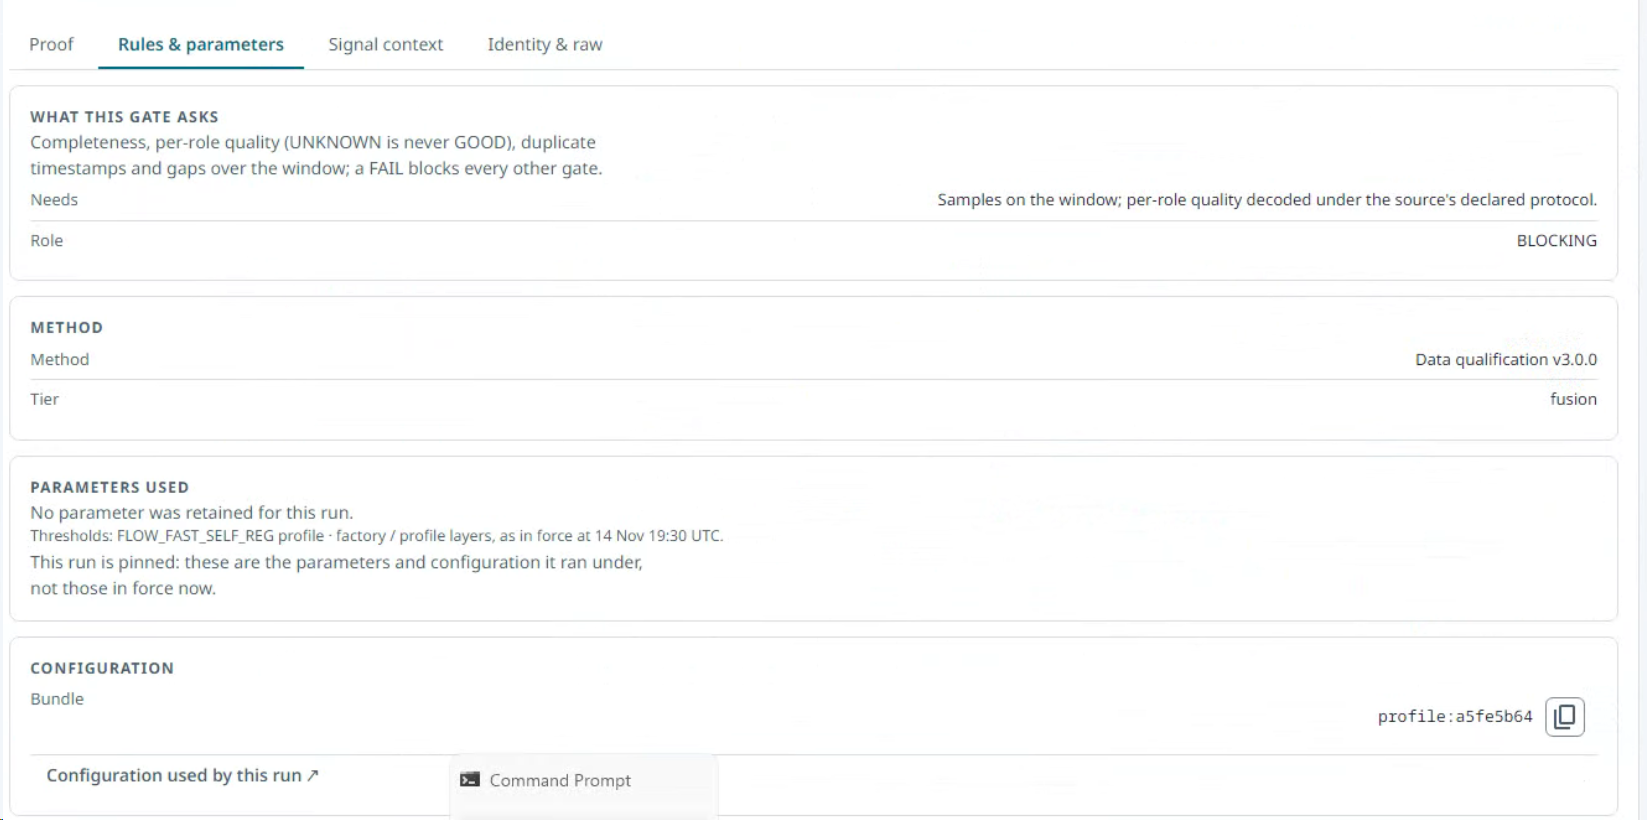 Proof
Rules & parameters
Signal context
Identity & raw
WHAT THIS GATE ASKS
Completeness, per-role quality (UNKNOWN is never GOOD), duplicate
timestamps and gaps over the window; a FAIL blocks every other gate.
Needs
Samples on the window; per-role quality decoded under the source's declared protocol.
Role
BLOCKING
METHOD
Method
Data qualification v3.0.0
Tier
fusion
PARAMETERS USED
No parameter was retained for this run.
Thresholds: FLOW_FAST_SELF_REG profile · factory / profile layers, as in force at 14 Nov 19:30 UTC.
This run is pinned: these are the parameters and configuration it ran under,
not those in force now.
CONFIGURATION
Bundle
profile:a5fe5b64
Configuration used by this run ↗
Command Prompt